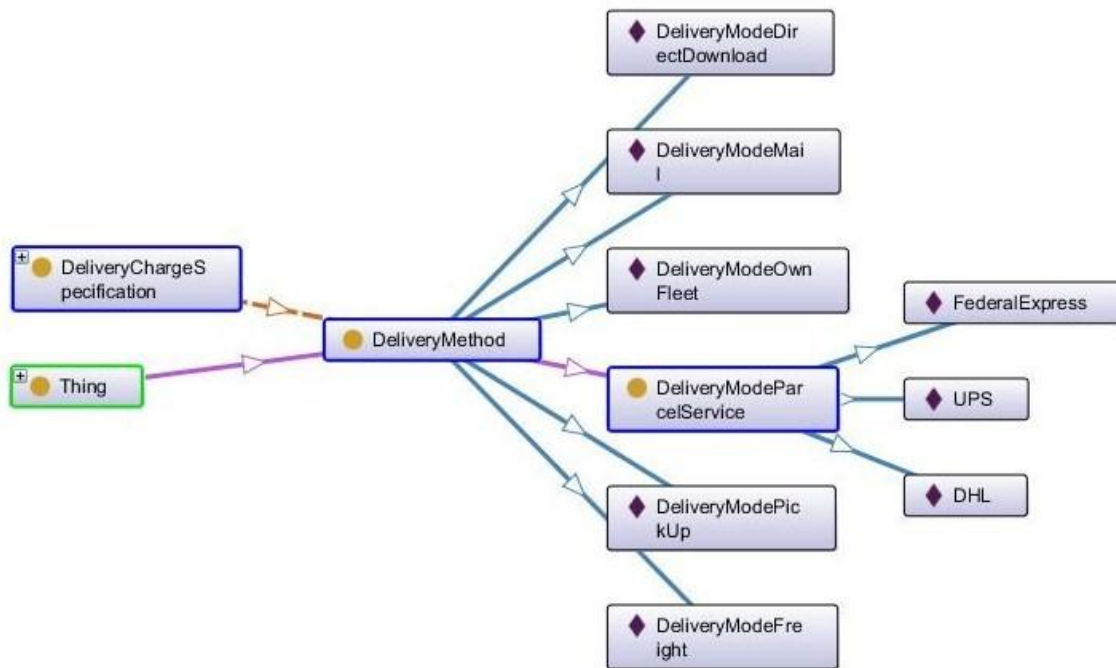 DeliveryModeDir
ectDownload
DeliveryModeMai
l
DeliveryChargeS
pecification
DeliveryModeOwn
Fleet
FederalExpress
DeliveryMethod
Thing
DeliveryModePar
celService
UPS
DHL
DeliveryModePic
kUp
DeliveryModeFre
ight